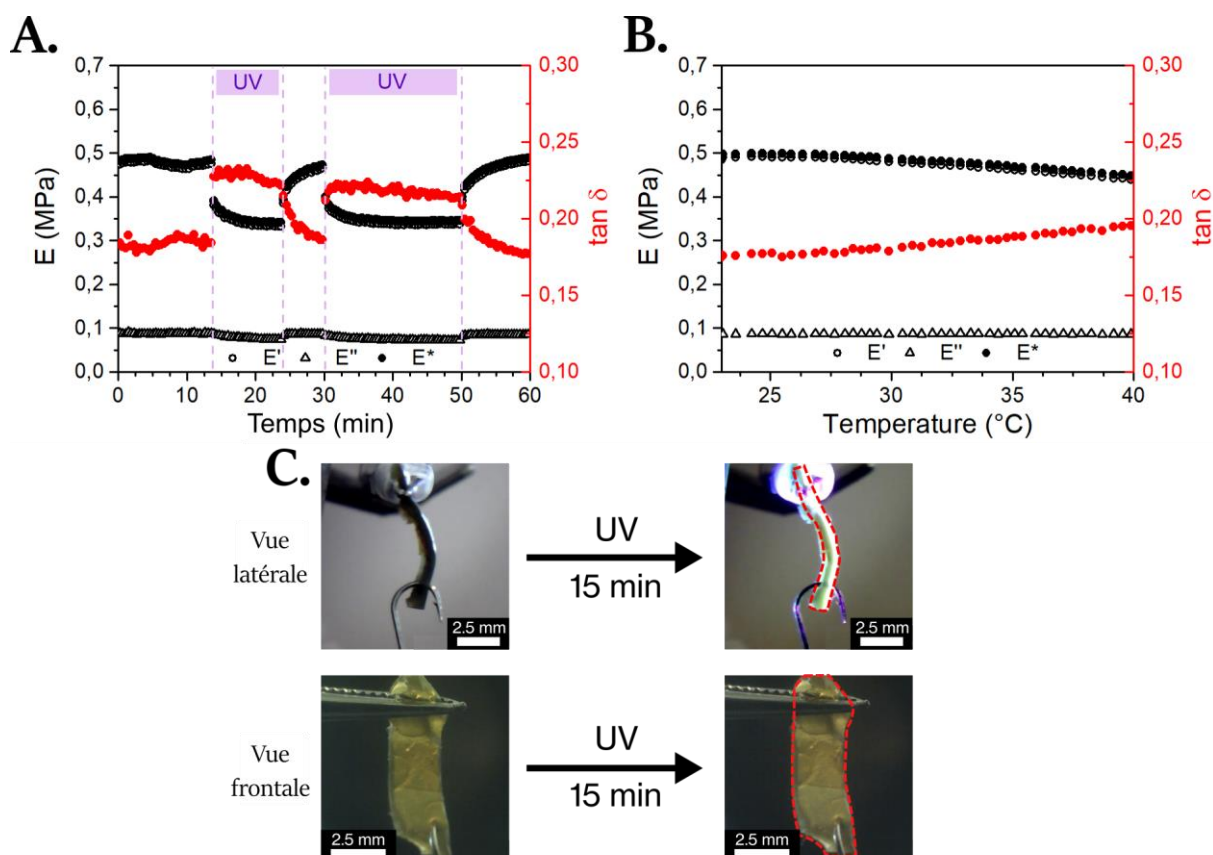 A.
0,7
0,6
0,5
0,4
0,3
0,2
0,1
0,0
E (MPa)
UV
UV
0,30
0,25
0,20
0,15
0,10
tan δ
E' E" E*
0 10 20 30 40 50 60
Temps (min)
B.
0,7
0,6
0,5
0,4
0,3
0,2
0,1
0,0
E (MPa)
0,30
0,25
0,20
0,15
0,10
tan δ
E' E" E*
25 30 35 40
Temperature (°C)
C.
Vue
latérale
2.5 mm
UV
15 min
2.5 mm
Vue
frontale
2.5 mm
UV
15 min
2.5 mm